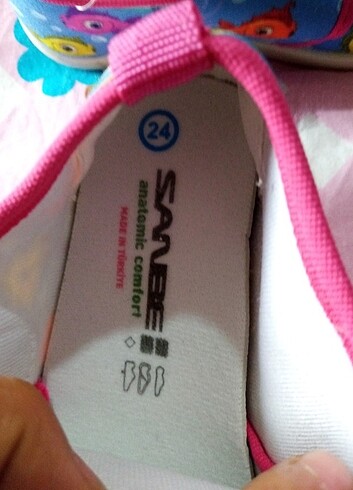 24
SANBE
anatomic comfort
MADE IN TÜRKİYE